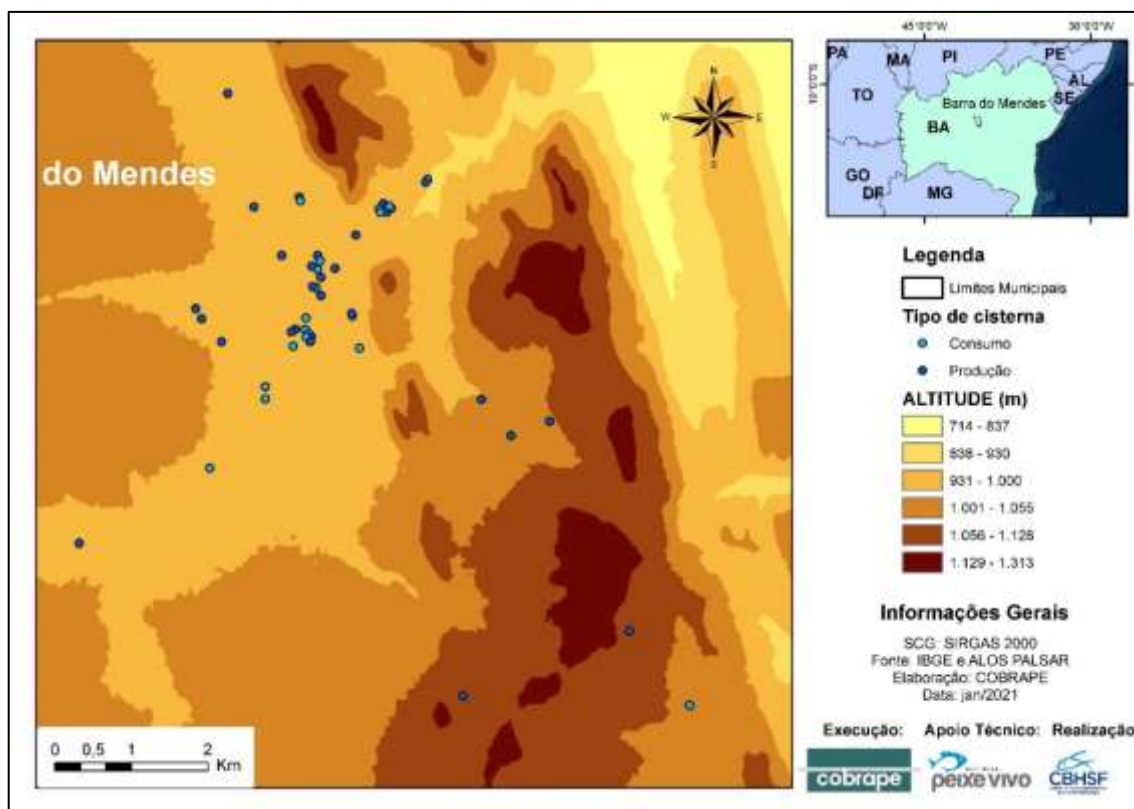 do Mendes
N
W
E
S
0 0,5 1 2
Km
45°0'0"W
10°0'0"S
PA
MA
PI
PE
AL
SE
TO
Barra do Mendes
BA
GO
DF
MG
Legenda
Limites Municipais
Tipo de cisterna
Consumo
Produção
ALTITUDE (m)
714 - 837
838 - 930
931 - 1.000
1.001 - 1.055
1.056 - 1.128
1.129 - 1.313
Informações Gerais
SCG: SIRGAS 2000
Fonte: IBGE e ALOS PALSAR
Elaboração: COBRAPE
Data: jan/2021
Execução: Apoio Técnico: Realização
cobrape peixe vivo CBHSF